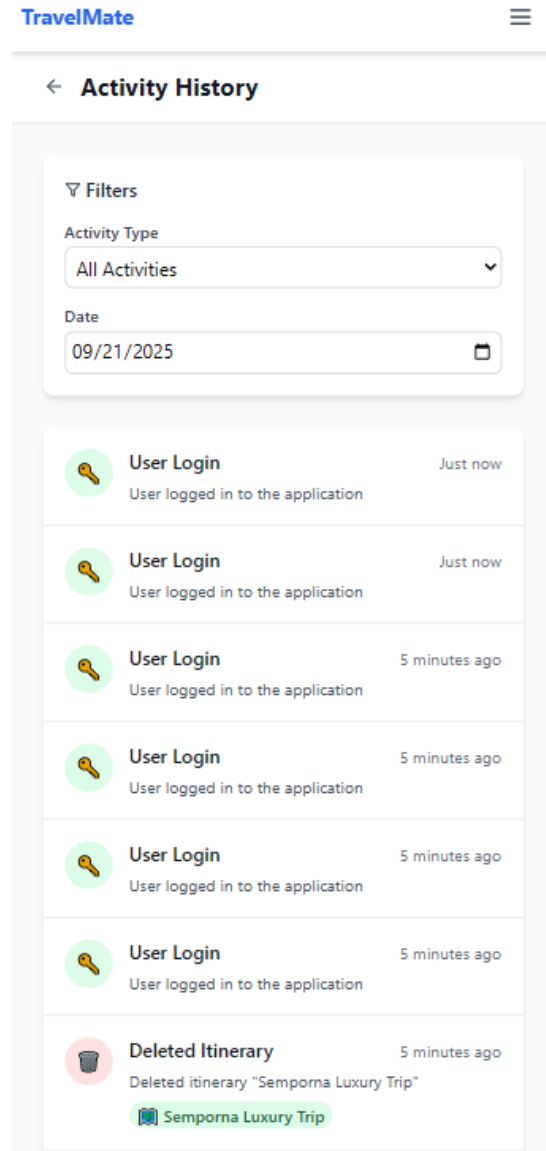 TravelMate
Activity History
Filters
Activity Type
All Activities
Date
09/21/2025
User Login Just now
User logged in to the application
User Login Just now
User logged in to the application
User Login 5 minutes ago
User logged in to the application
User Login 5 minutes ago
User logged in to the application
User Login 5 minutes ago
User logged in to the application
User Login 5 minutes ago
User logged in to the application
Deleted Itinerary 5 minutes ago
Deleted itinerary "Semporna Luxury Trip"
Semporna Luxury Trip